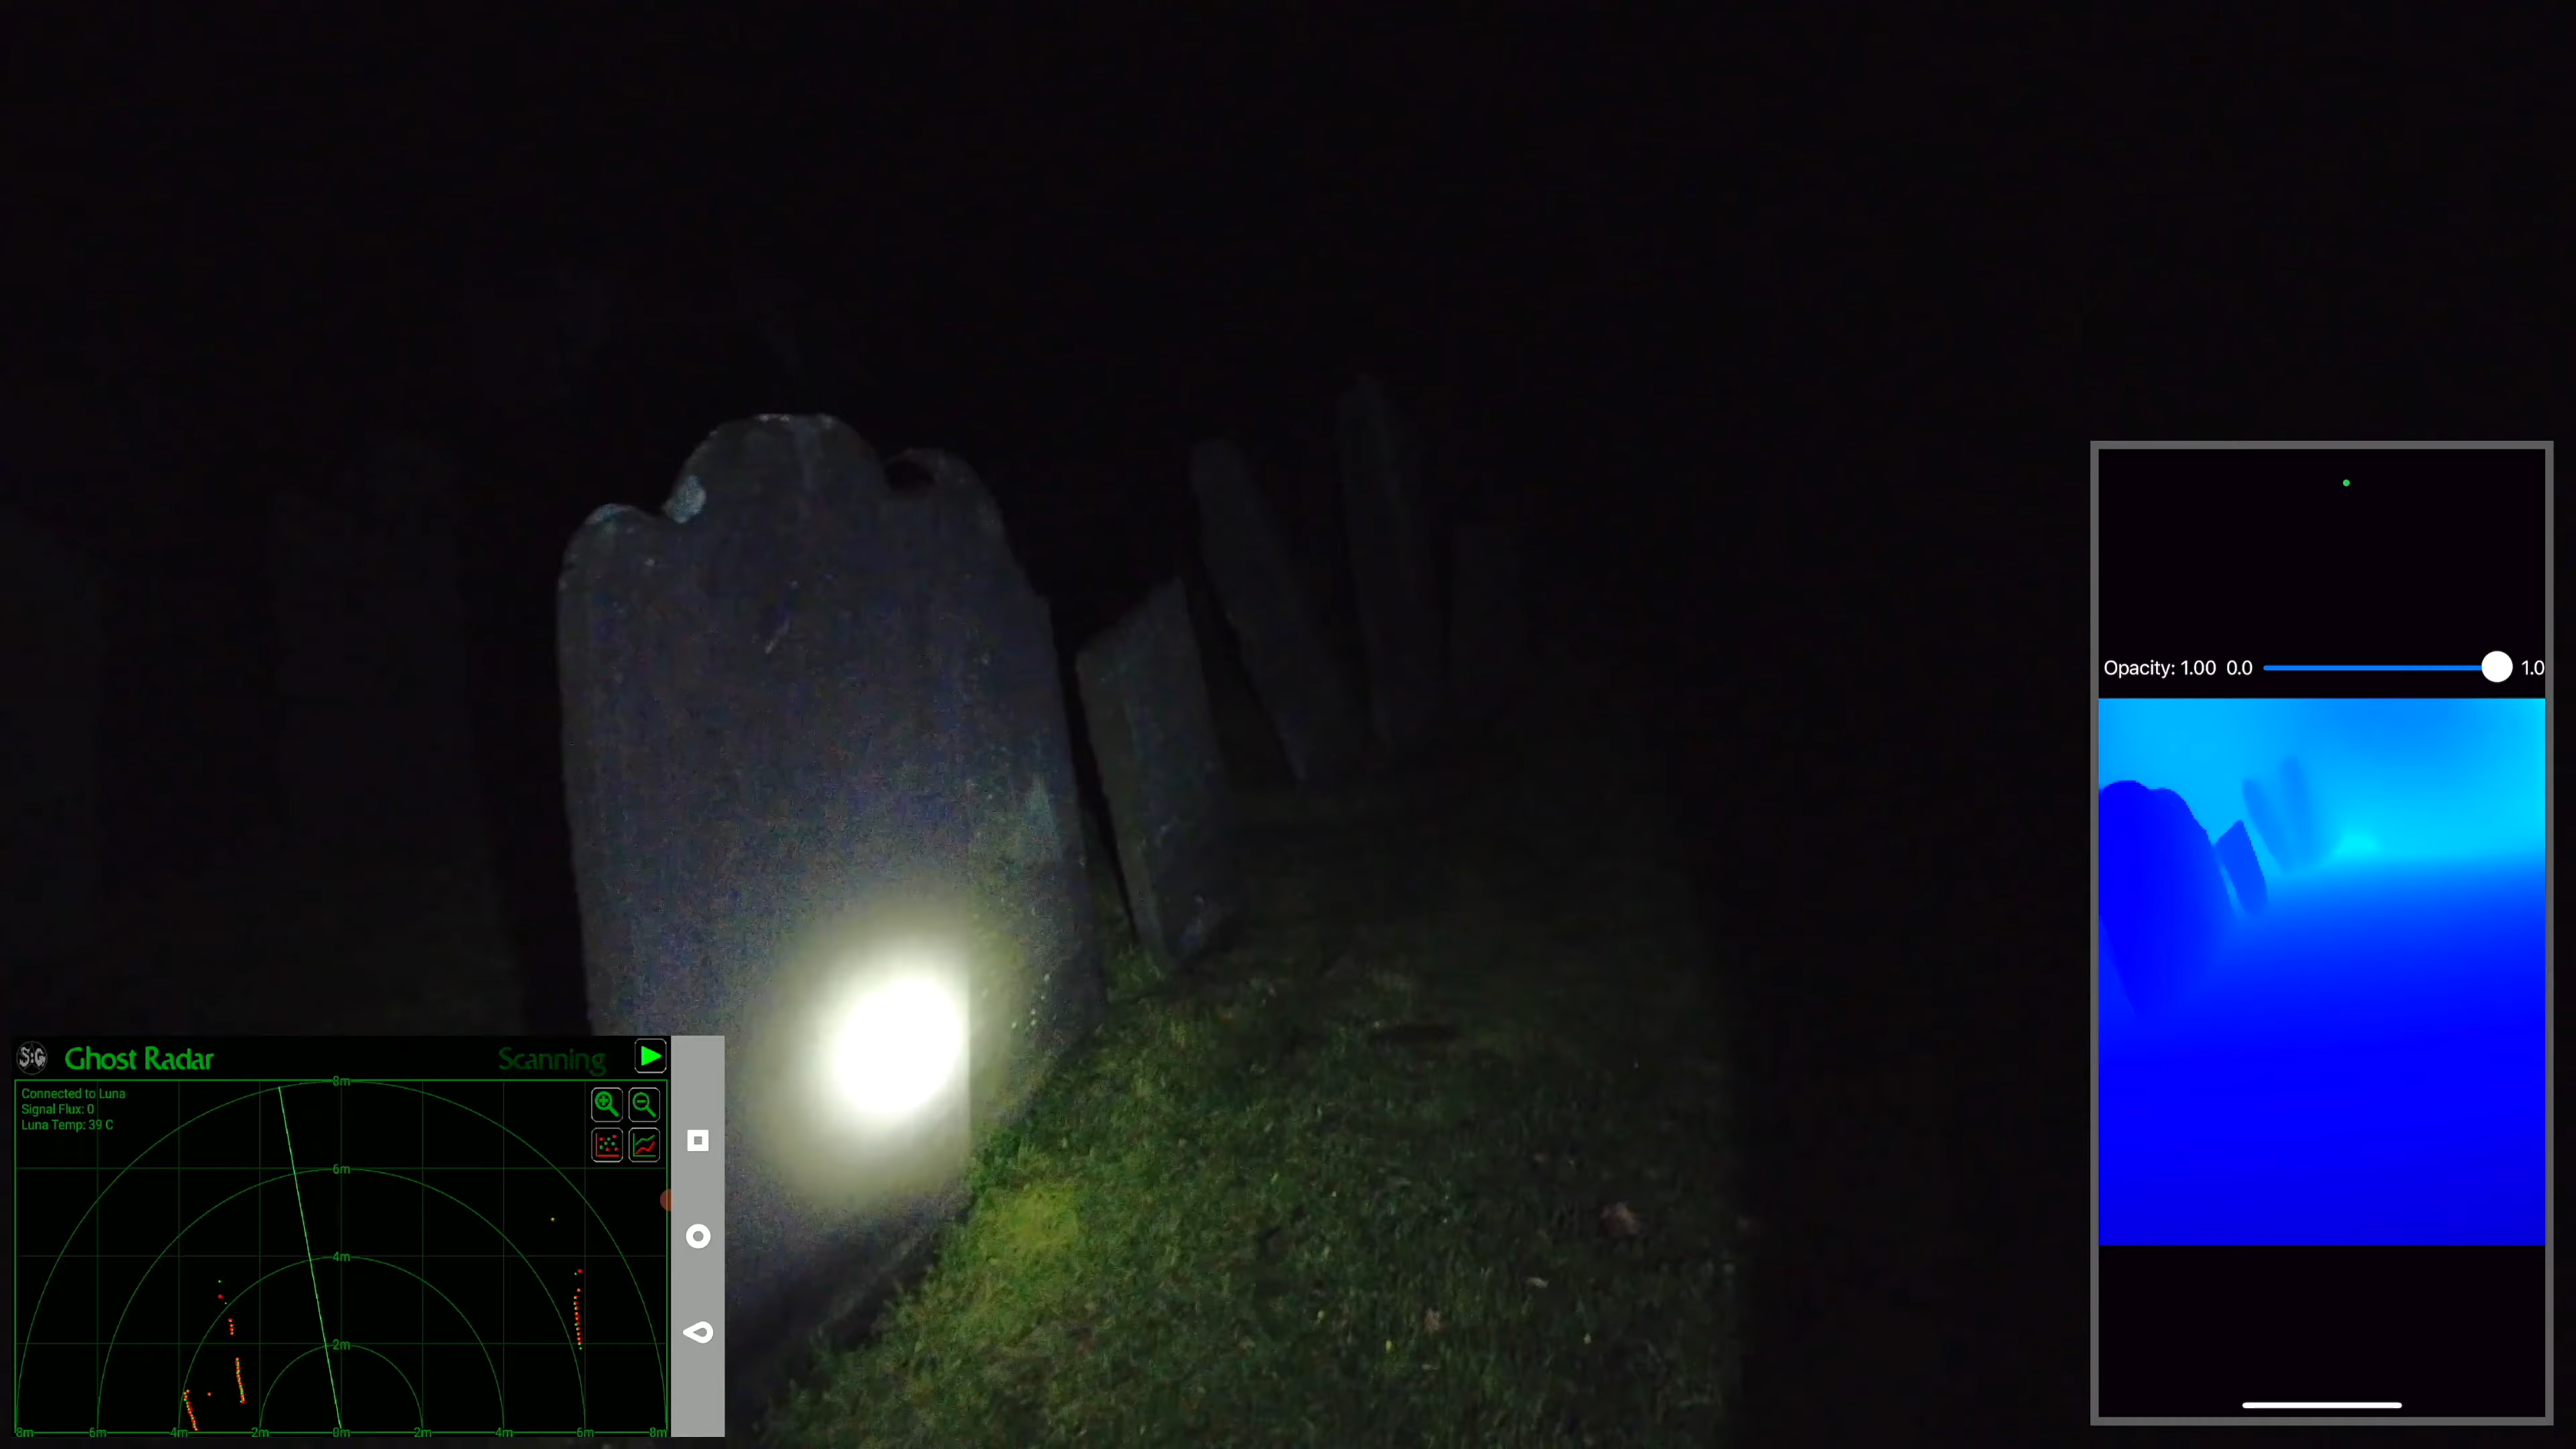 S:G Ghost Radar Scanning
Connected to Luna
Signal Flux: 0
Luna Temp: 39 C
8m
6m
4m
2m
8m 6m 4m 2m 0m 2m 4m 6m 8m
Opacity: 1.00 0.0 1.0